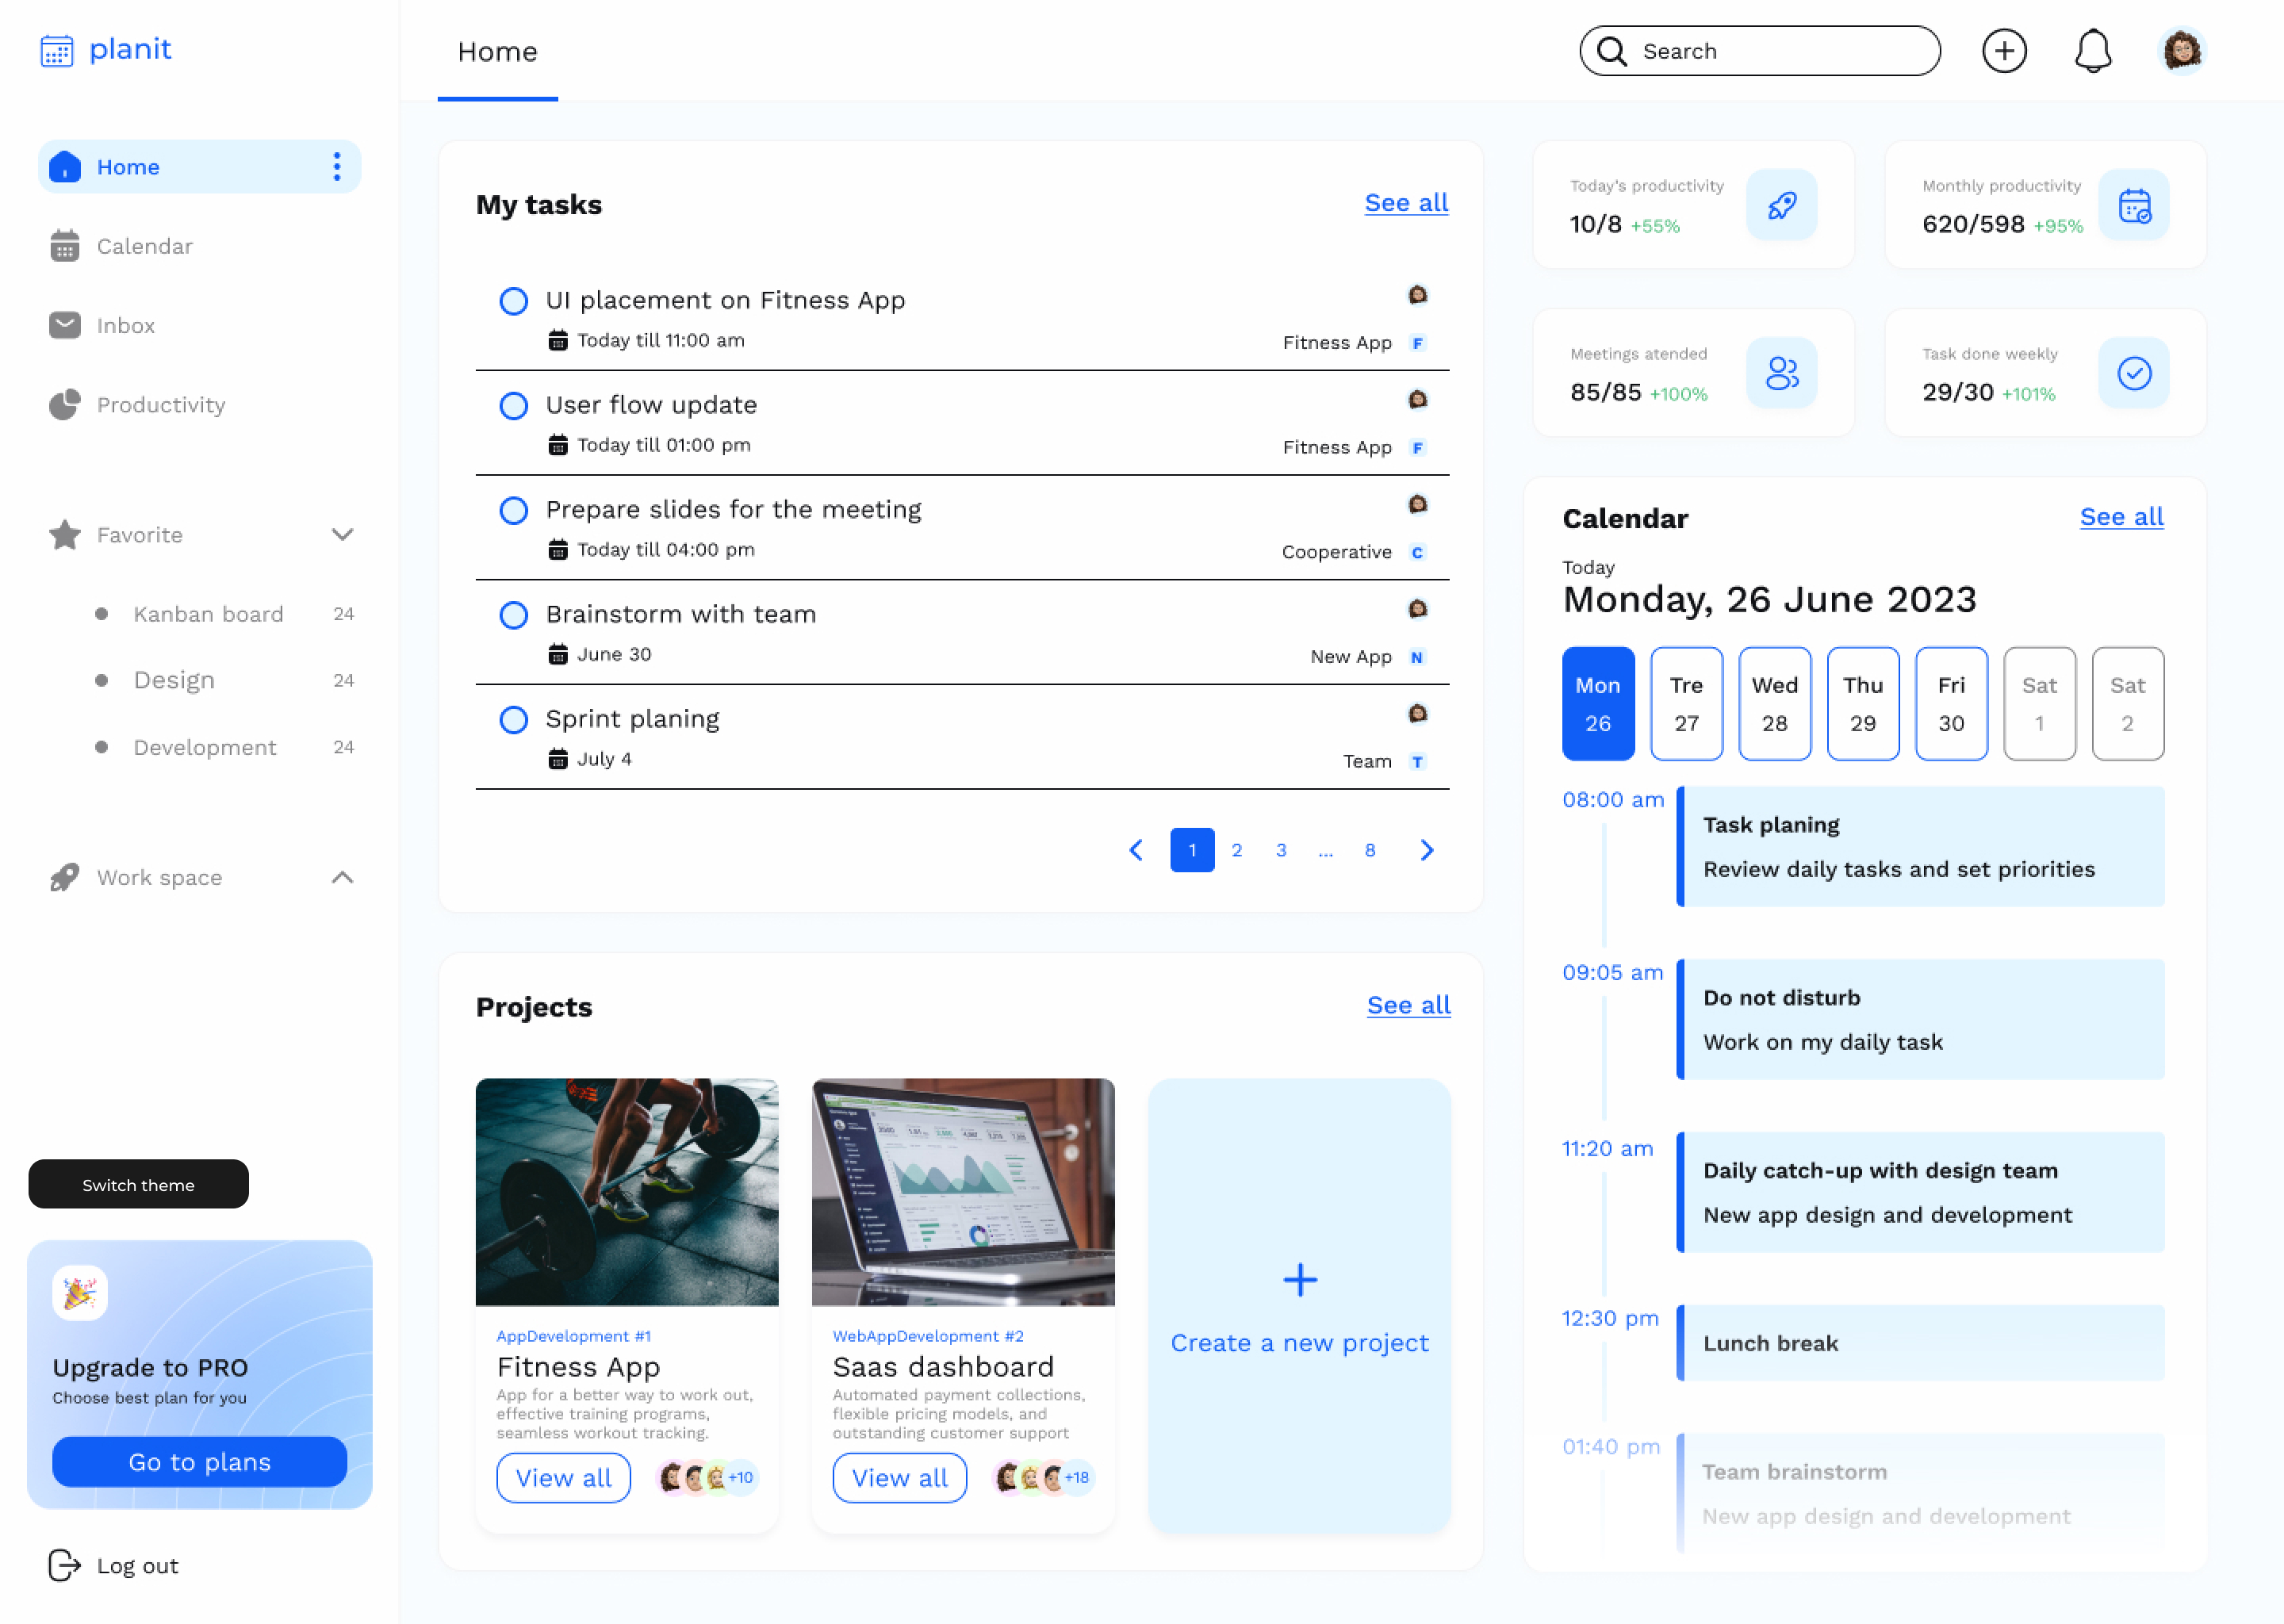 planit
Home
Calendar
Inbox
Productivity
Favorite
Kanban board 24
Design 24
Development 24
Work space
Switch theme
Upgrade to PRO
Choose best plan for you
Go to plans
Log out
Home
Search
My tasks See all
UI placement on Fitness App
Today till 11:00 am Fitness App F
User flow update
Today till 01:00 pm Fitness App F
Prepare slides for the meeting
Today till 04:00 pm Cooperative C
Brainstorm with team
June 30 New App N
Sprint planing
July 4 Team T
1 2 3 ... 8
Projects See all
AppDevelopment #1
Fitness App
App for a better way to work out,
effective training programs,
seamless workout tracking.
View all +10
WebAppDevelopment #2
Saas dashboard
Automated payment collections,
flexible pricing models, and
outstanding customer support
View all +18
Create a new project
Today's productivity
10/8 +55%
Monthly productivity
620/598 +95%
Meetings atended
85/85 +100%
Task done weekly
29/30 +101%
Calendar See all
Today
Monday, 26 June 2023
Mon Tre Wed Thu Fri Sat Sat
26 27 28 29 30 1 2
08:00 am
Task planing
Review daily tasks and set priorities
09:05 am
Do not disturb
Work on my daily task
11:20 am
Daily catch-up with design team
New app design and development
12:30 pm
Lunch break
01:40 pm
Team brainstorm
New app design and development